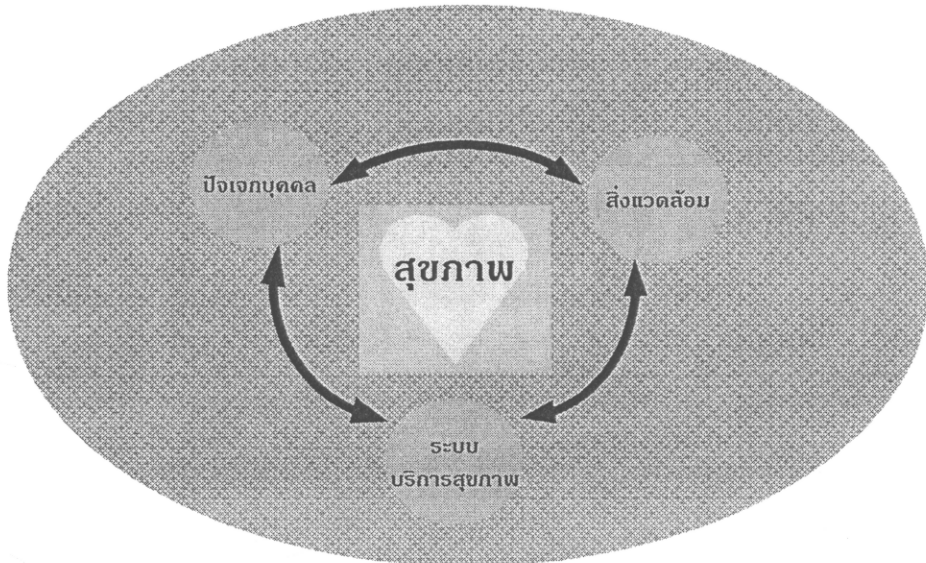 ปัจเจกบุคคล
สิ่งแวดล้อม
สุขภาพ
ระบบ
บริการสุขภาพ